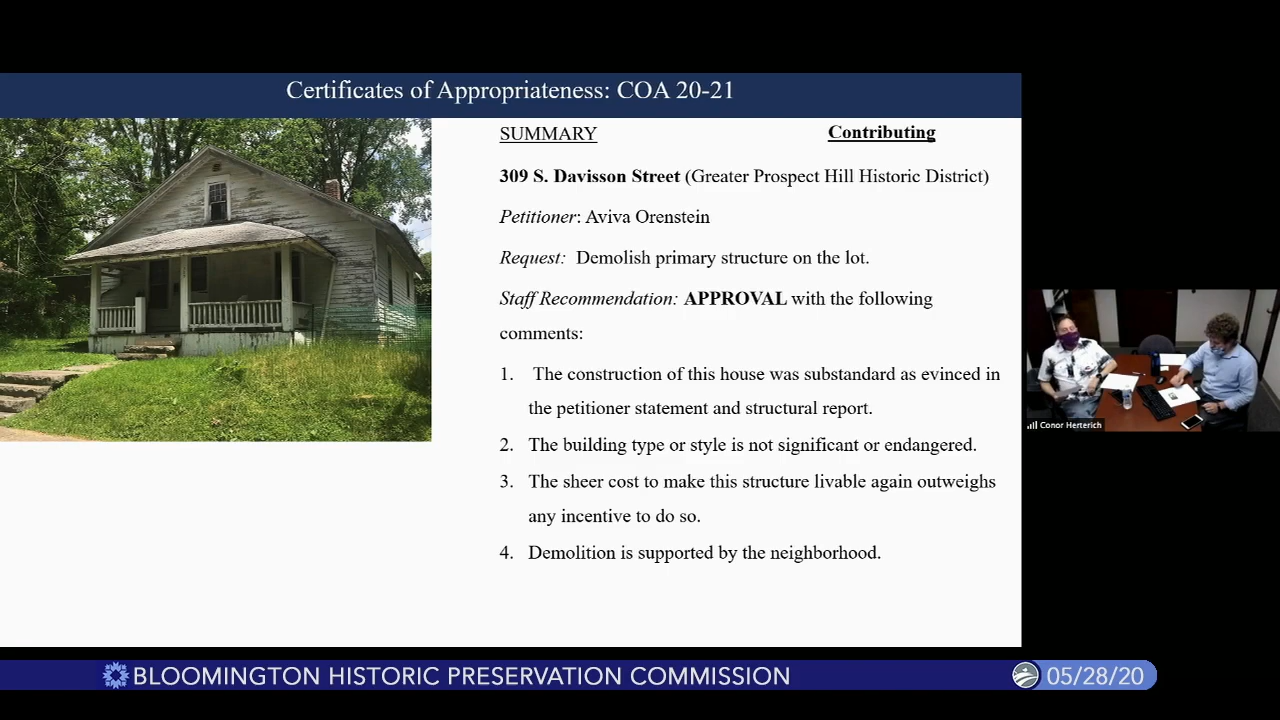 Certificates of Appropriateness: COA 20-21
SUMMARY
Contributing
309 S. Davisson Street (Greater Prospect Hill Historic District)
Petitioner: Aviva Orenstein
Request: Demolish primary structure on the lot.
Staff Recommendation: APPROVAL with the following
comments:
1. The construction of this house was substandard as evinced in
the petitioner statement and structural report.
2. The building type or style is not significant or endangered.
3. The sheer cost to make this structure livable again outweighs
any incentive to do so.
4. Demolition is supported by the neighborhood.
Conor Herterich
BLOOMINGTON HISTORIC PRESERVATION COMMISSION
05/28/20